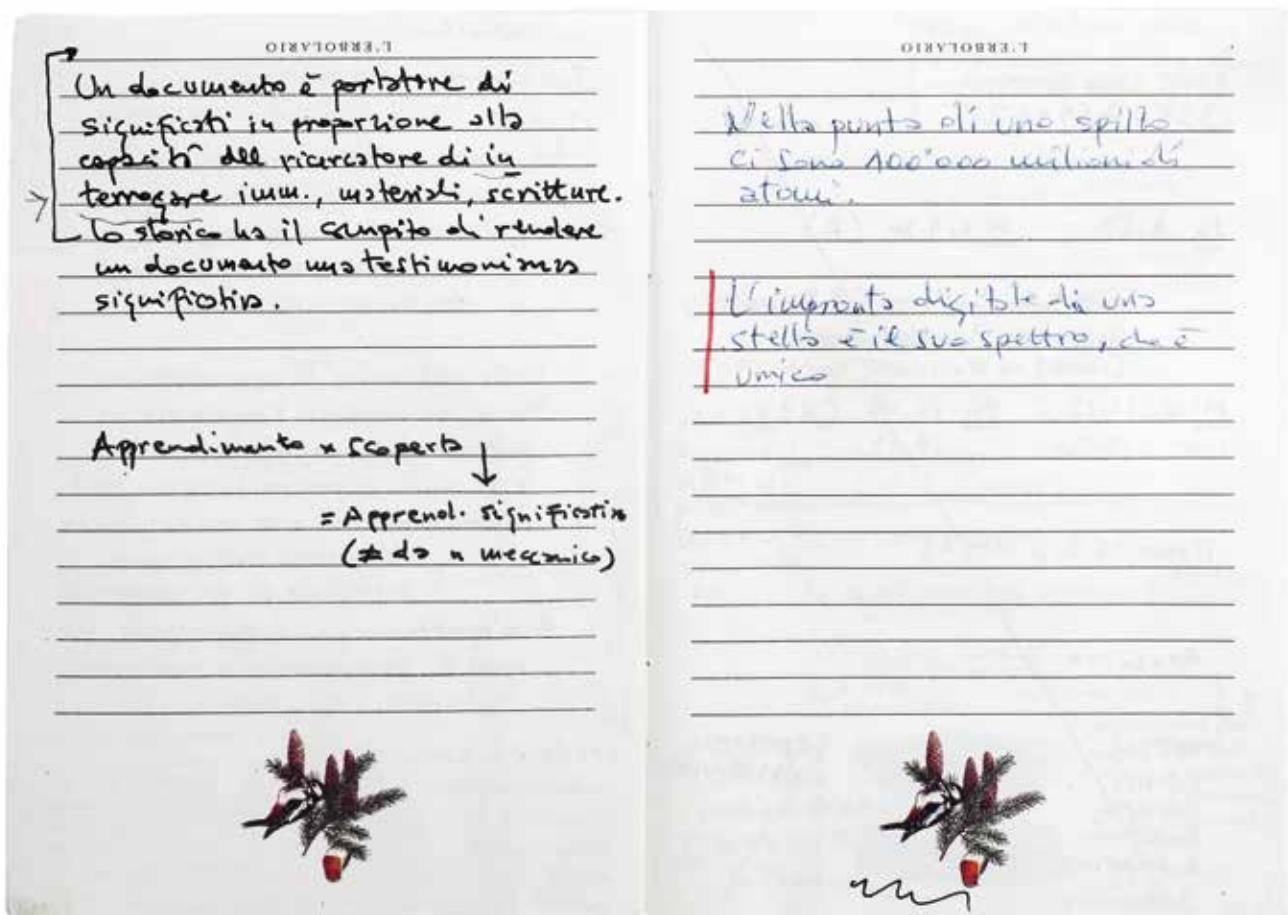 L'ERBOLARIO
Un documento è portatore di
significati in proporzione alla
capacità del ricercatore di in
terrogare imm., materiali, scritture.
Lo storico ha il compito di rendere
un documento una testimonianza
significativa.
Apprendimento x scoperta
= Apprend. significativo
(≠ da n meccanico)
L'ERBOLARIO
Nella punta di uno spillo
ci sono 100'000 milioni di
atomi.
L'impronta digitale di una
stella è il suo spettro, che è
unico